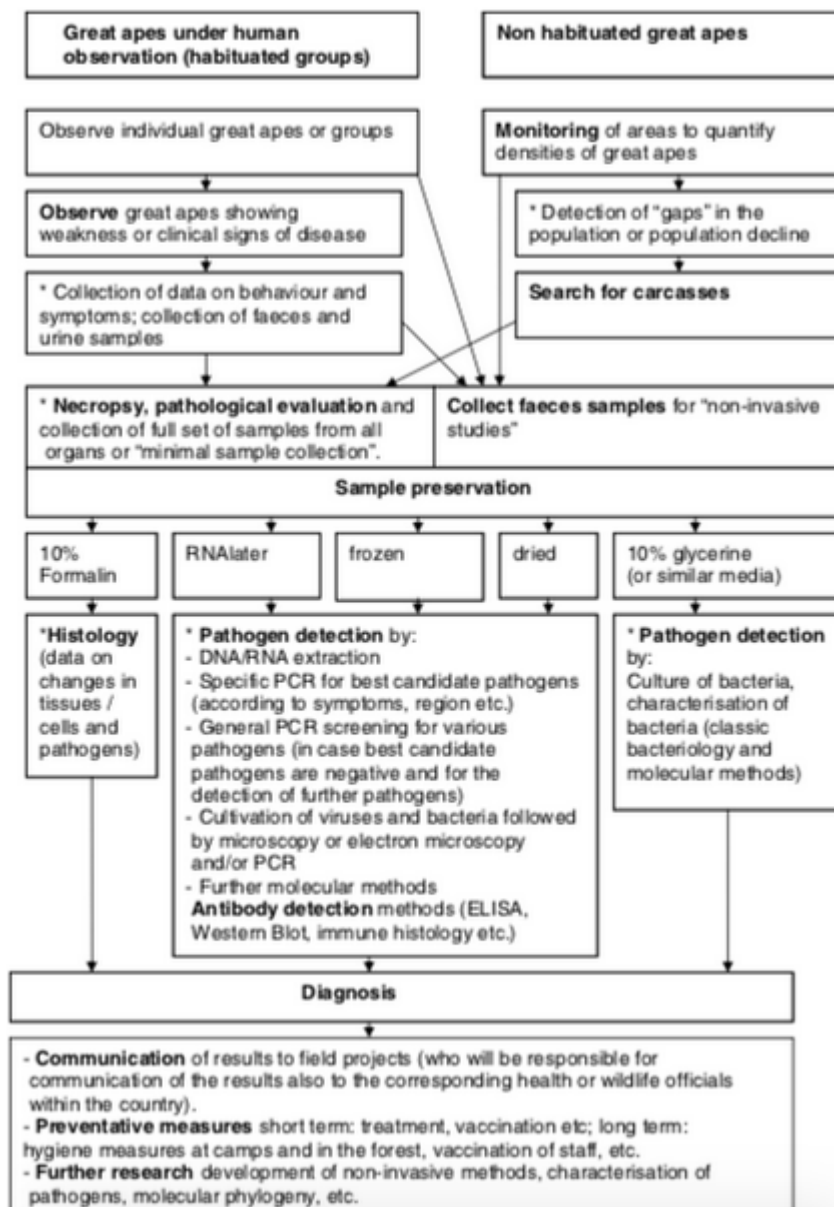 Great apes under human
observation (habituated groups)
Non habituated great apes
Observe individual great apes or groups
Monitoring of areas to quantify
densities of great apes
Observe great apes showing
weakness or clinical signs of disease
* Detection of “gaps” in the
population or population decline
* Collection of data on behaviour and
symptoms; collection of faeces and
urine samples
Search for carcasses
* Necropsy, pathological evaluation and
collection of full set of samples from all
organs or “minimal sample collection”.
Collect faeces samples for “non-invasive
studies”
Sample preservation
10%
Formalin
RNAlater
frozen
dried
10% glycerine
(or similar media)
*Histology
(data on
changes in
tissues /
cells and
pathogens)
* Pathogen detection by:
- DNA/RNA extraction
- Specific PCR for best candidate pathogens
(according to symptoms, region etc.)
- General PCR screening for various
pathogens (in case best candidate
pathogens are negative and for the
detection of further pathogens)
- Cultivation of viruses and bacteria followed
by microscopy or electron microscopy
and/or PCR
- Further molecular methods
Antibody detection methods (ELISA,
Western Blot, immune histology etc.)
* Pathogen detection
by:
Culture of bacteria,
characterisation of
bacteria (classic
bacteriology and
molecular methods)
Diagnosis
- Communication of results to field projects (who will be responsible for
communication of the results also to the corresponding health or wildlife officials
within the country).
- Preventative measures short term: treatment, vaccination etc; long term:
hygiene measures at camps and in the forest, vaccination of staff, etc.
- Further research development of non-invasive methods, characterisation of
pathogens, molecular phylogeny, etc.